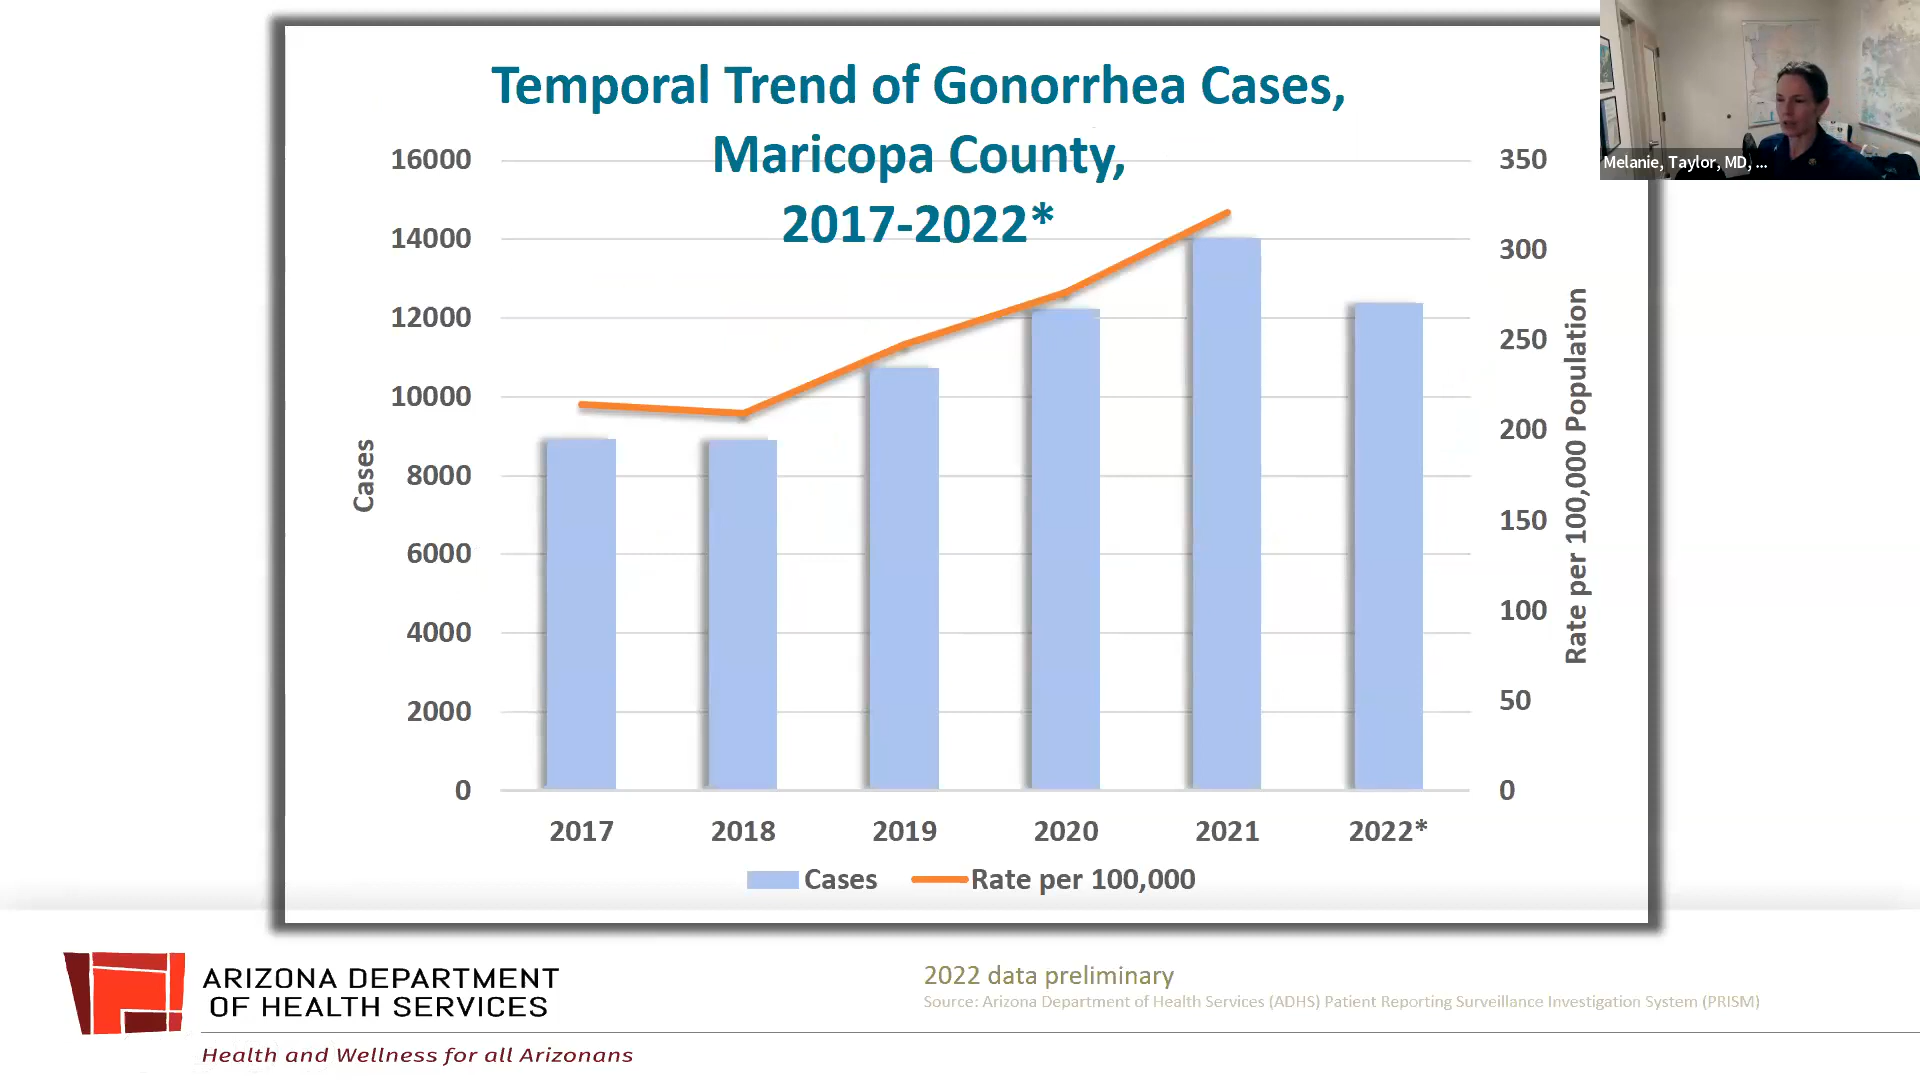 Temporal Trend of Gonorrhea Cases,
Maricopa County,
2017-2022*
Melanie, Taylor, MD, ...
16000
14000
12000
10000
8000
6000
4000
2000
0
Cases
350
300
250
200
150
100
50
0
Rate per 100,000 Population
2017 2018 2019 2020 2021 2022*
Cases Rate per 100,000
ARIZONA DEPARTMENT
OF HEALTH SERVICES
Health and Wellness for all Arizonans
2022 data preliminary
Source: Arizona Department of Health Services (ADHS) Patient Reporting Surveillance Investigation System (PRISM)